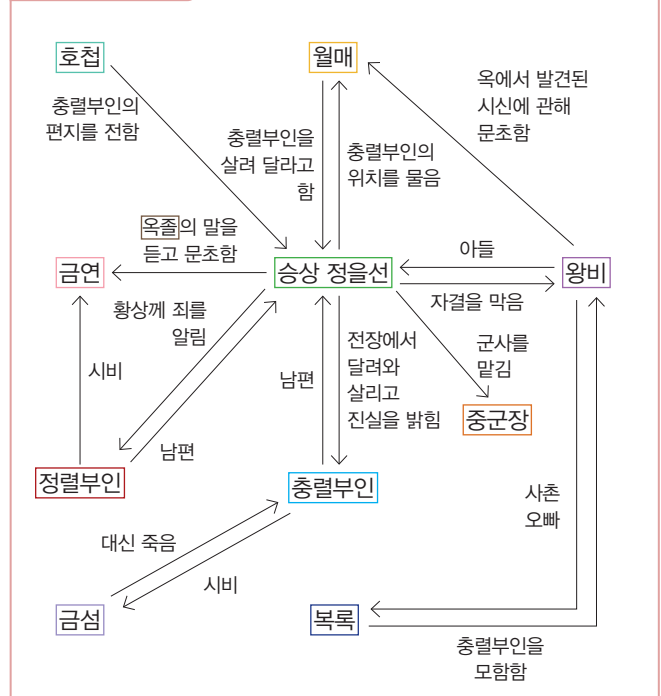 호첩
월매
충렬부인의
편지를 전함
옥에서 발견된
시신에 관해
문초함
충렬부인을
살려 달라고
함
충렬부인의
위치를 물음
옥졸의 말을
듣고 문초함
아들
금연
승상 정을선
왕비
자결을 막음
황상께 죄를
알림
시비
남편
남편
전장에서
달려와
살리고
진실을 밝힘
군사를
맡김
중군장
정렬부인
충렬부인
사촌
오빠
대신 죽음
시비
금섬
복록
충렬부인을
모함함